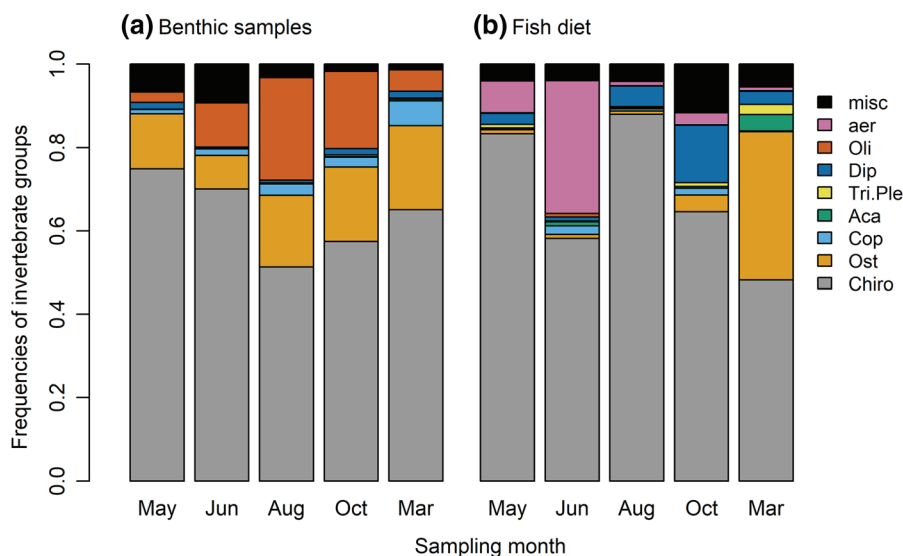 (a) Benthic samples
(b) Fish diet
Frequencies of invertebrate groups
1.0
0.8
0.6
0.4
0.2
0.0
misc
aer
Oli
Dip
Tri.Ple
Aca
Cop
Ost
Chiro
May Jun Aug Oct Mar
May Jun Aug Oct Mar
Sampling month